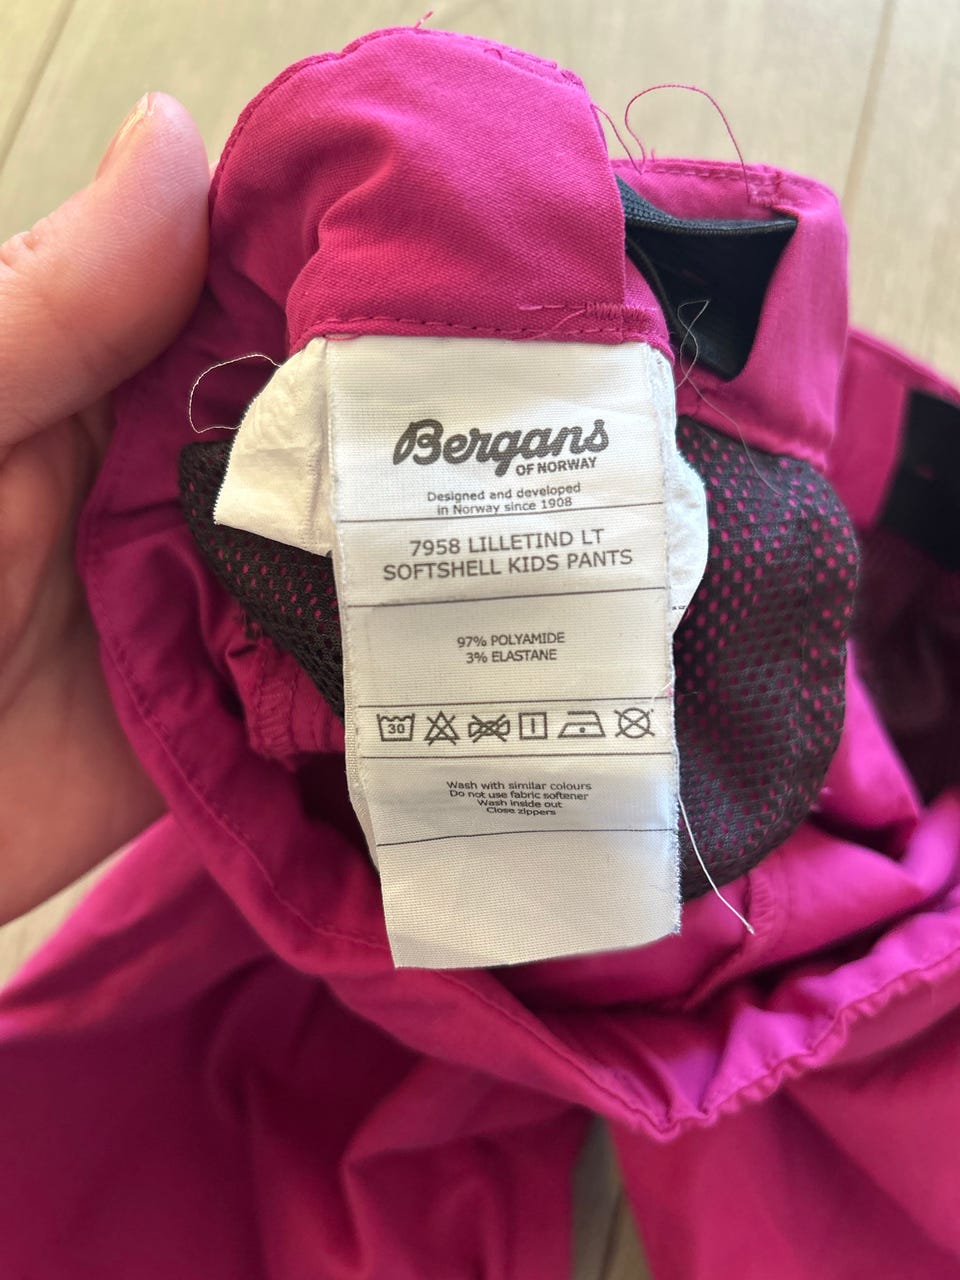 Bergans
OF NORWAY
Designed and developed
in Norway since 1908
7958 LILLETIND LT
SOFTSHELL KIDS PANTS
97% POLYAMIDE
3% ELASTANE
30
Wash with similar colours
Do not use fabric softener
Wash inside out
Close zippers